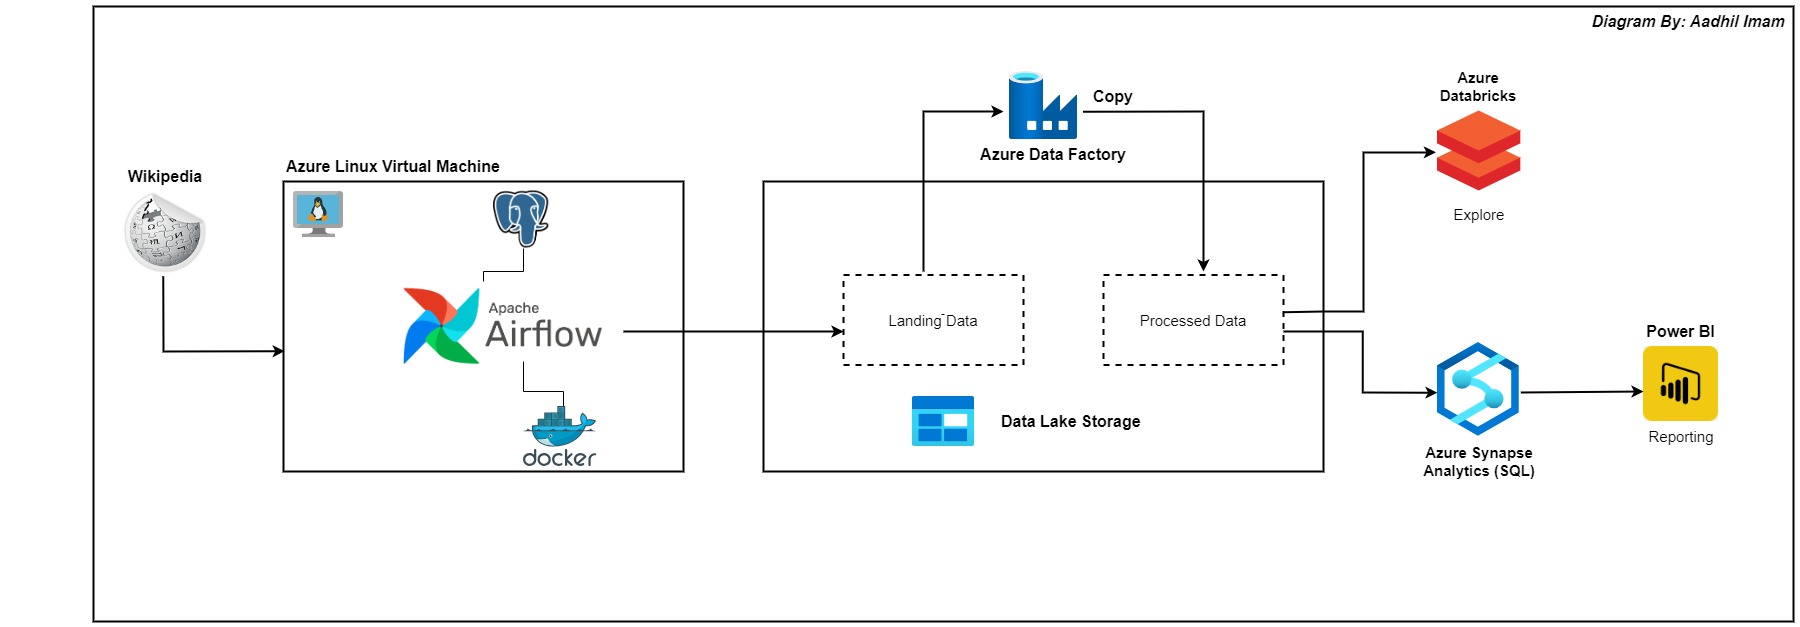 Diagram By: Aadhil Imam
Wikipedia
Azure Linux Virtual Machine
Apache
Airflow
docker
Copy
Azure Data Factory
Landing Data
Processed Data
Data Lake Storage
Azure
Databricks
Explore
Azure Synapse
Analytics (SQL)
Power BI
Reporting